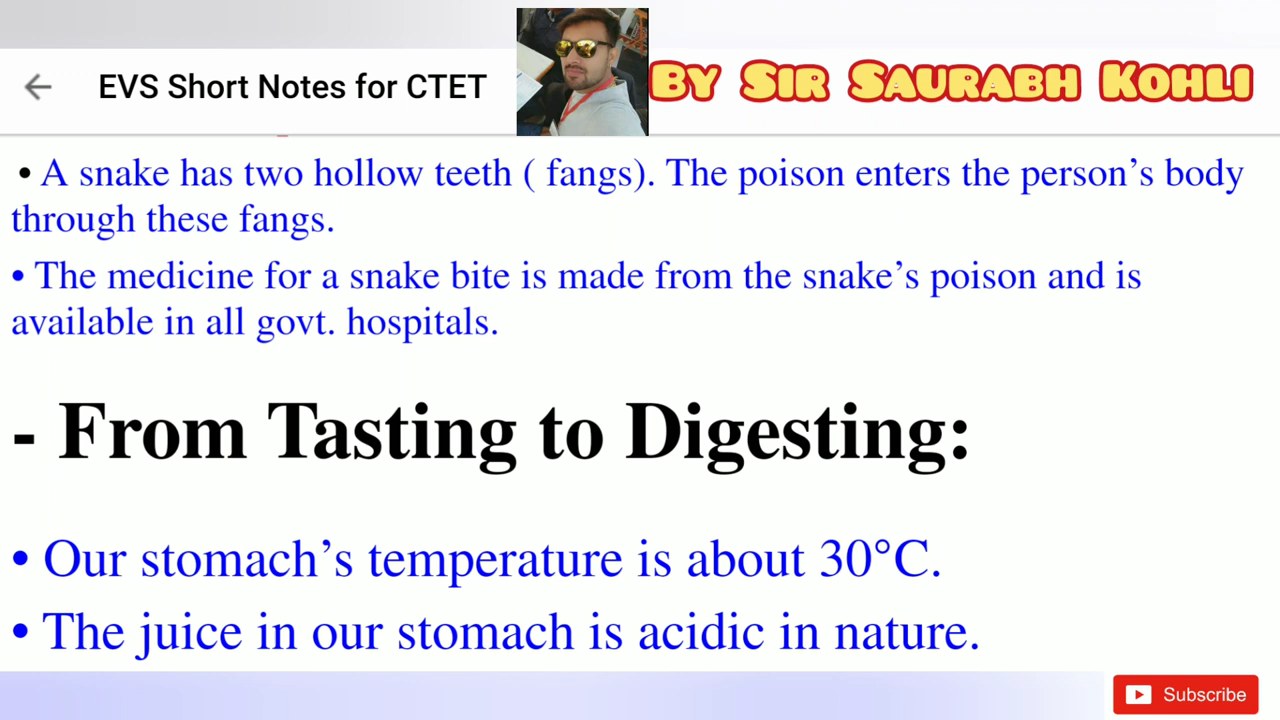 EVS Short Notes for CTET
By Sir Saurabh Kohli
• A snake has two hollow teeth ( fangs). The poison enters the person’s body
through these fangs.
• The medicine for a snake bite is made from the snake’s poison and is
available in all govt. hospitals.
- From Tasting to Digesting:
• Our stomach’s temperature is about 30°C.
• The juice in our stomach is acidic in nature.
Subscribe